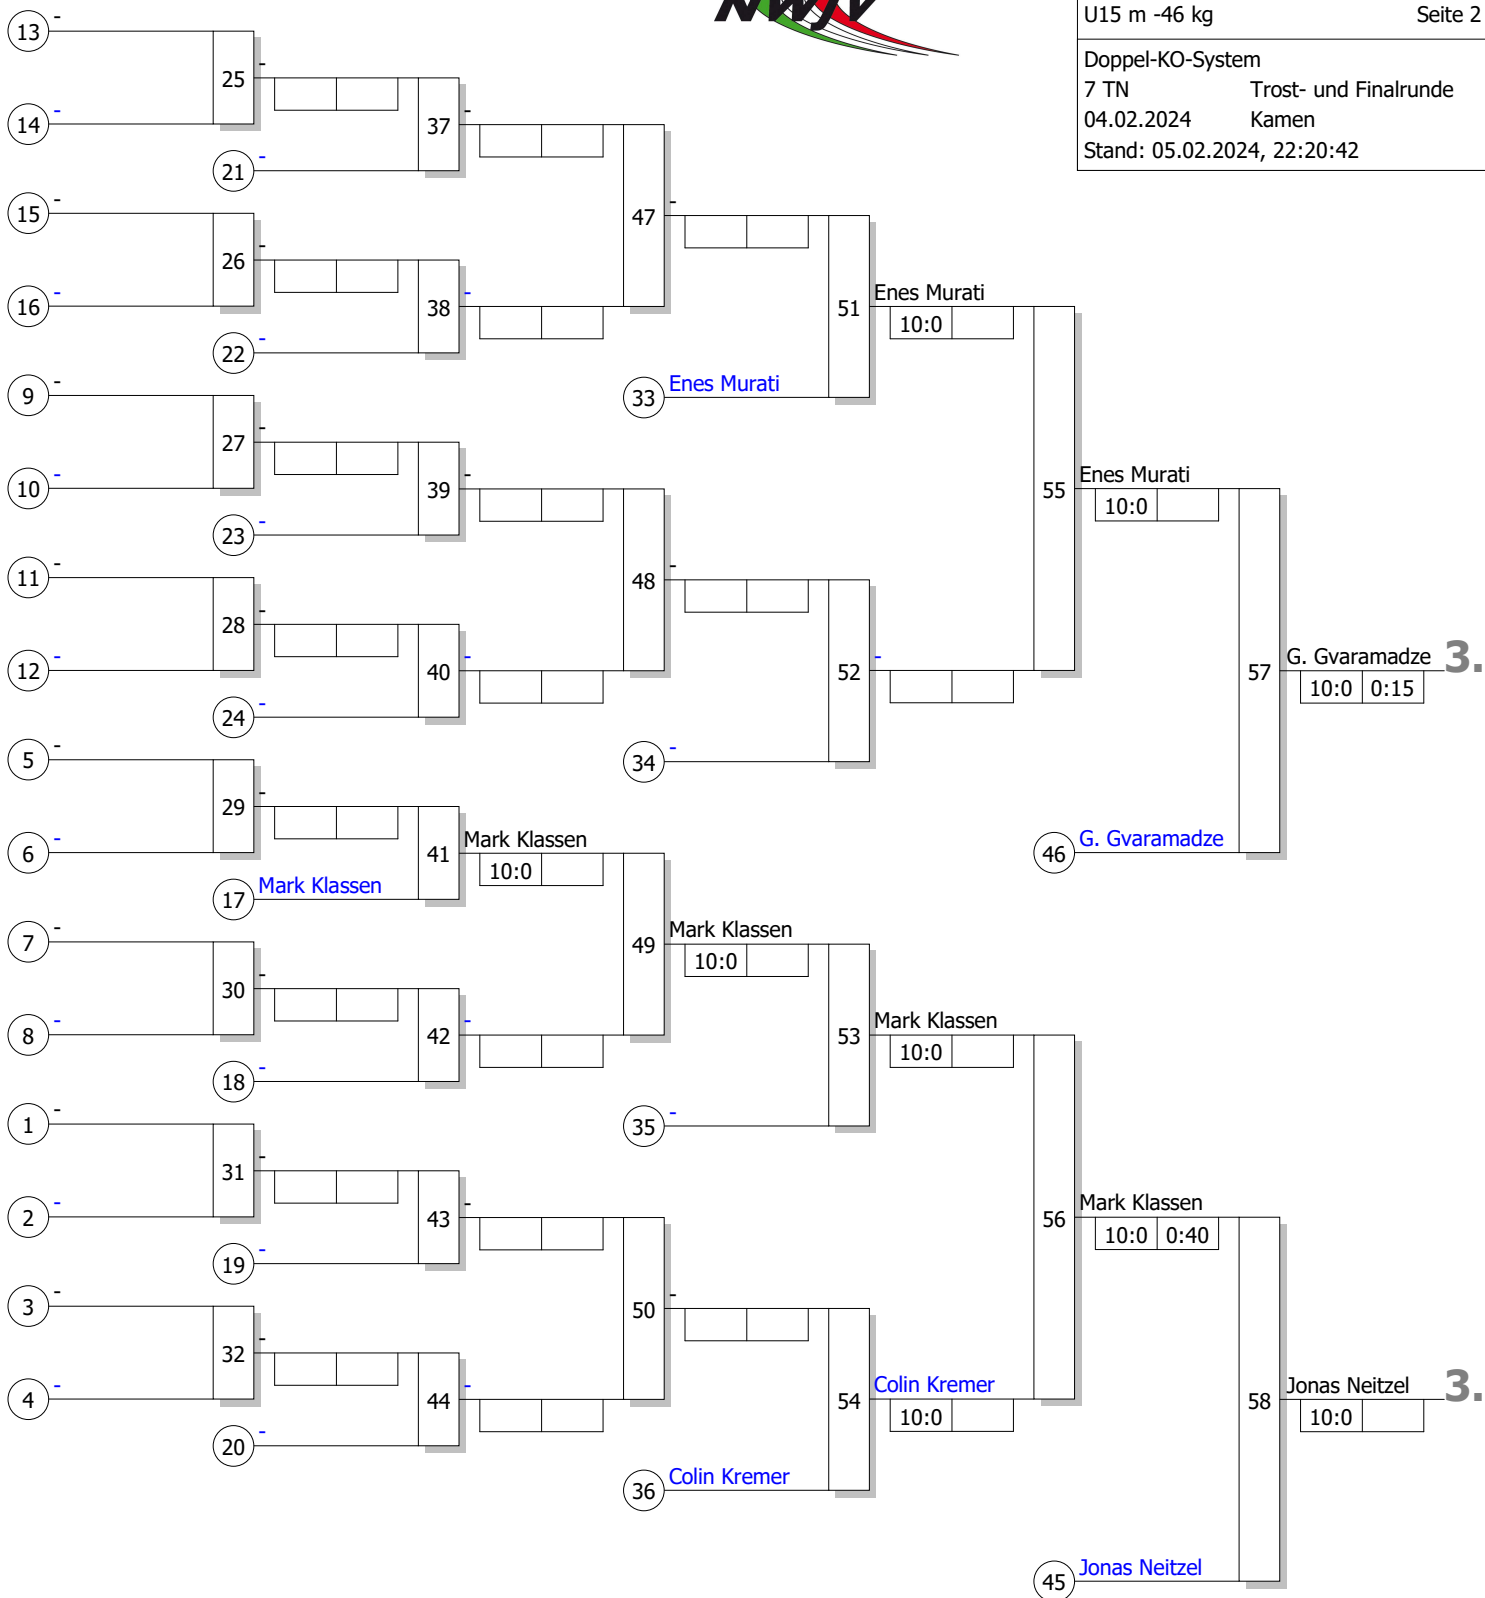 NWJV
U15 m -46 kg Seite 2
Doppel-KO-System
7 TN Trost- und Finalrunde
04.02.2024 Kamen
Stand: 05.02.2024, 22:20:42
13 -
25 -
14 -
37 -
21 -
15 -
47 -
26 -
16 -
38 -
22 -
51 Enes Murati
10:0
9 -
33 Enes Murati
27 -
10 -
39 -
23 -
55 Enes Murati
10:0
11 -
48 -
28 -
12 -
40 -
24 -
52 -
57 G. Gvaramadze 3.
10:0 0:15
5 -
34 -
29 -
6 -
41 Mark Klassen
10:0
17 Mark Klassen
46 G. Gvaramadze
7 -
49 Mark Klassen
10:0
30 -
8 -
42 -
18 -
53 Mark Klassen
10:0
1 -
35 -
31 -
2 -
43 -
19 -
56 Mark Klassen
10:0 0:40
3 -
50 -
32 -
4 -
44 -
20 -
54 Colin Kremer
10:0
58 Jonas Neitzel 3.
10:0
36 Colin Kremer
45 Jonas Neitzel